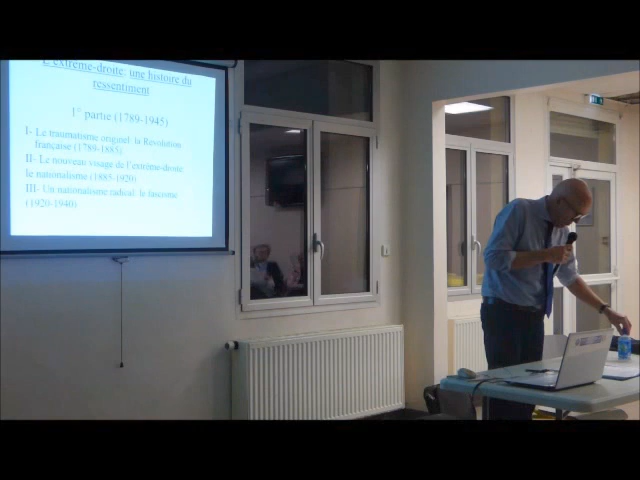 L'extrême-droite: une histoire du
ressentiment
1° partie (1789-1945)
I- Le traumatisme originel: la Révolution
française (1789-1885)
II- Le nouveau visage de l'extrême-droite:
le nationalisme (1885-1920)
III- Un nationalisme radical: le fascisme
(1920-1940)